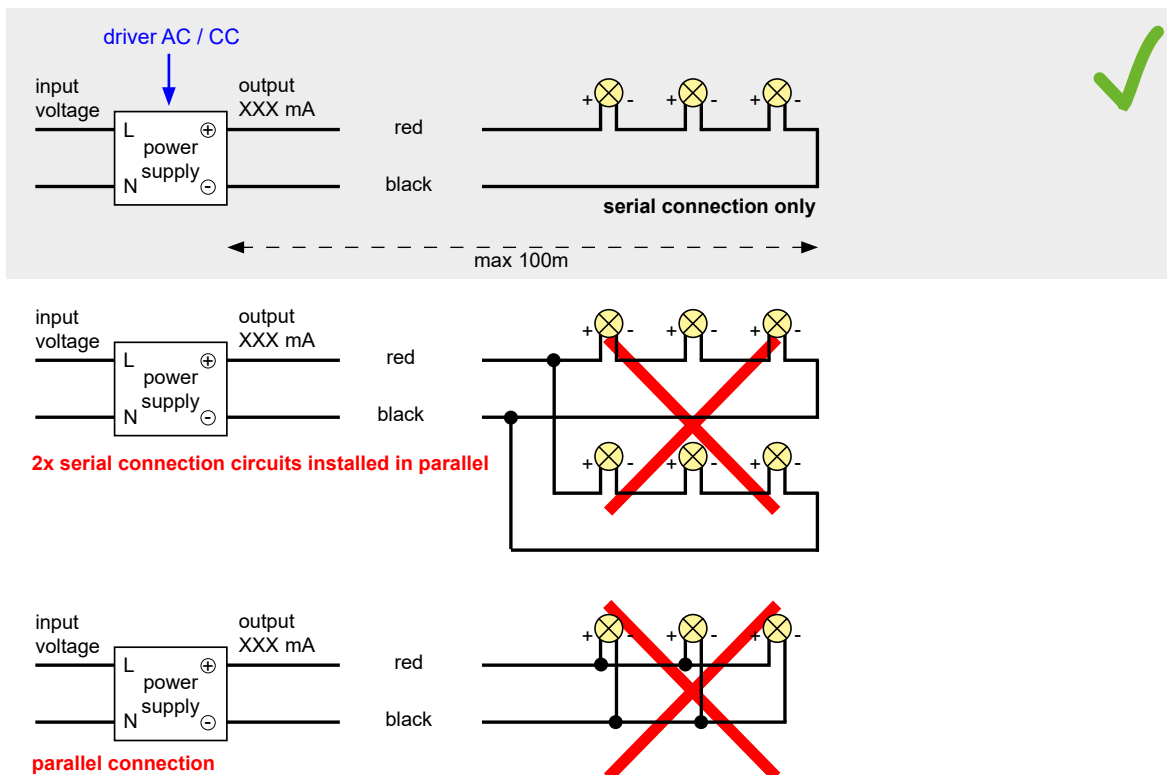 driver AC / CC
input
voltage
output
XXX mA
L
+
power
supply
N
-
red
black
+ - + - + -
serial connection only
max 100m
input
voltage
output
XXX mA
L
+
power
supply
N
-
red
black
+ - + - + -
2x serial connection circuits installed in parallel
+ - + - + -
input
voltage
output
XXX mA
L
+
power
supply
N
-
red
black
+ - + - + -
parallel connection